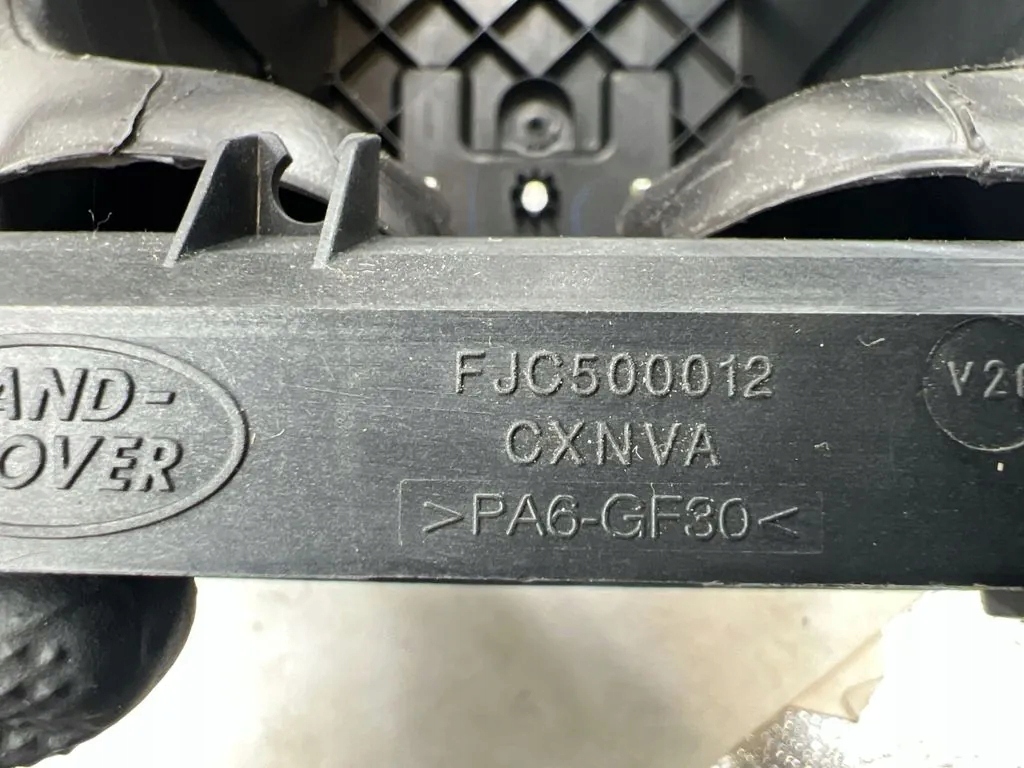 AND-
OVER
FJC500012
CXNVA
>PA6-GF30<
V2